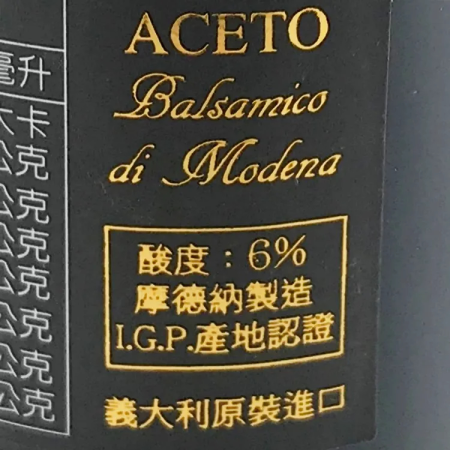 ACETO
Balsamico
di Modena
酸度：6%
摩德納製造
I.G.P.產地認證
義大利原裝進口
毫升
大卡
公克
公克
公克
公克
公克
公克
公克